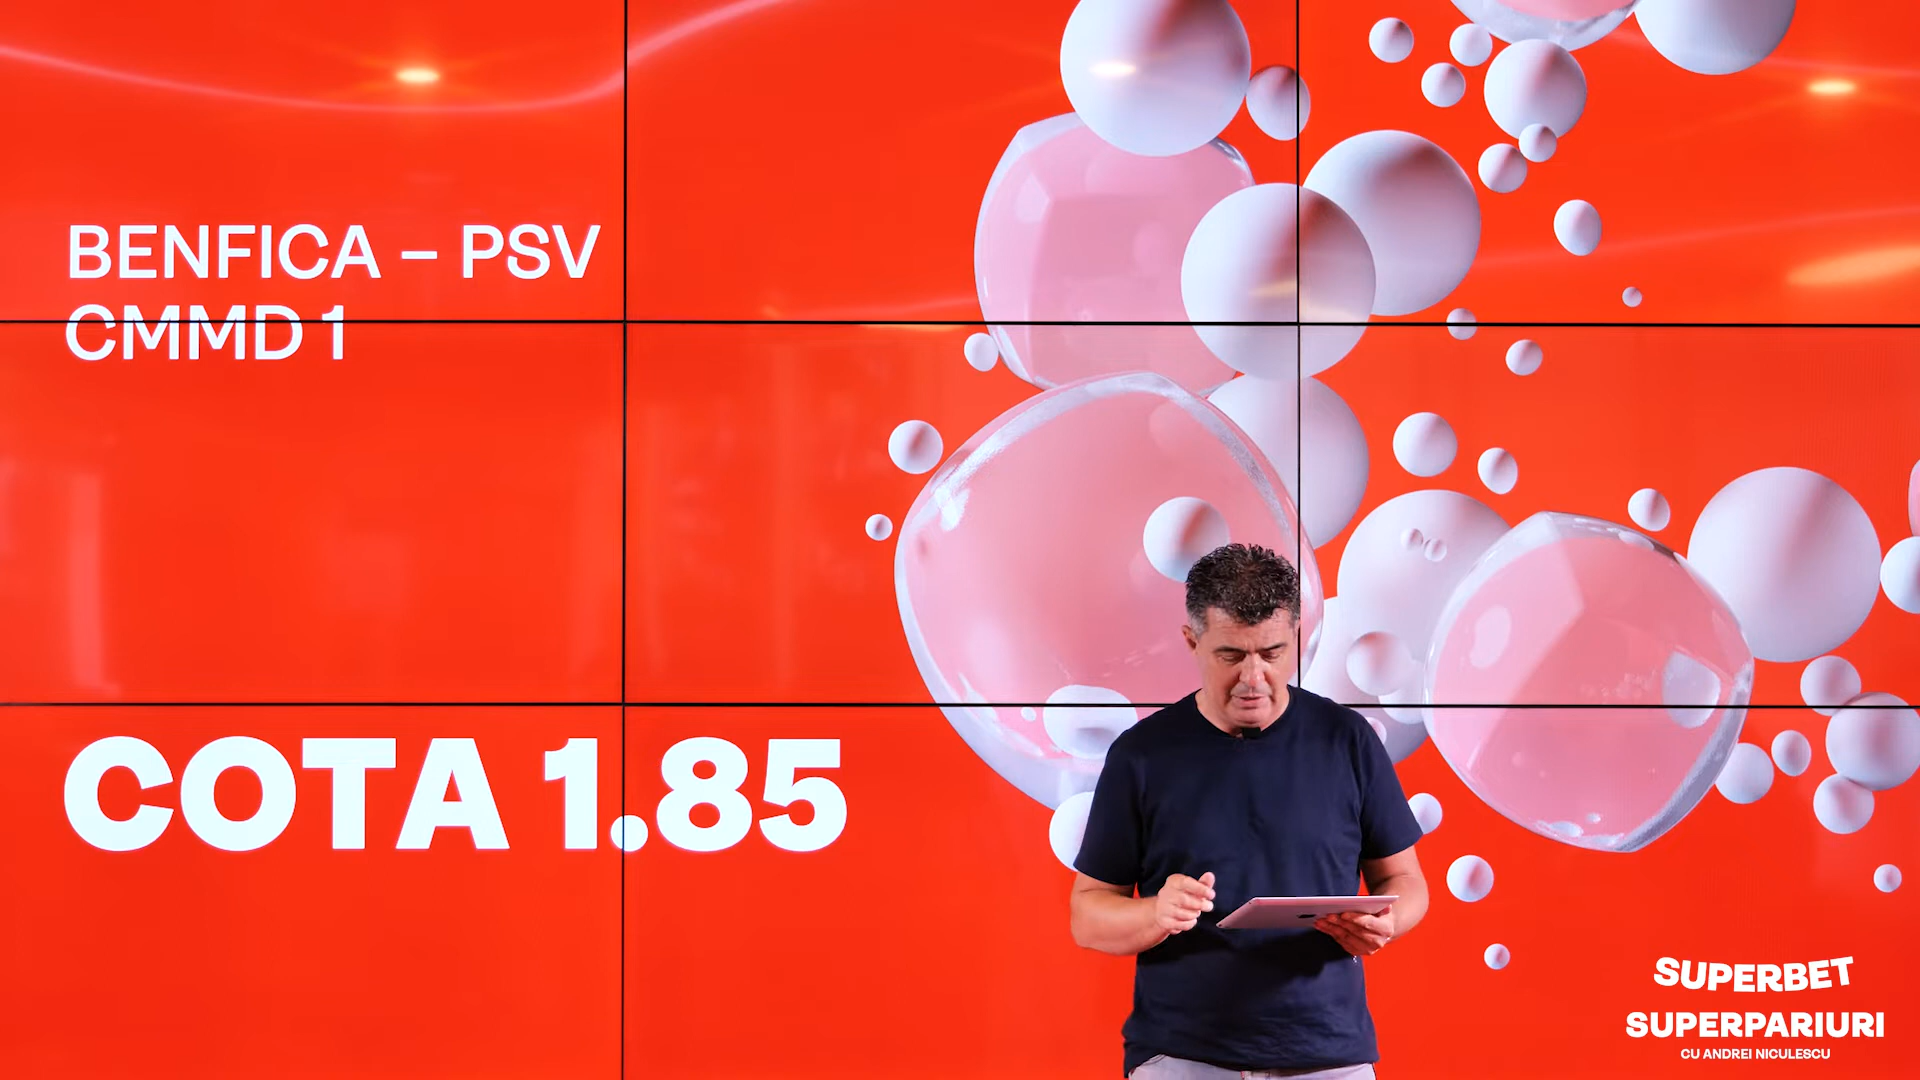 BENFICA – PSV
CMMD 1
COTA 1.85
SUPERBET
SUPERPARIURI
CU ANDREI NICULESCU